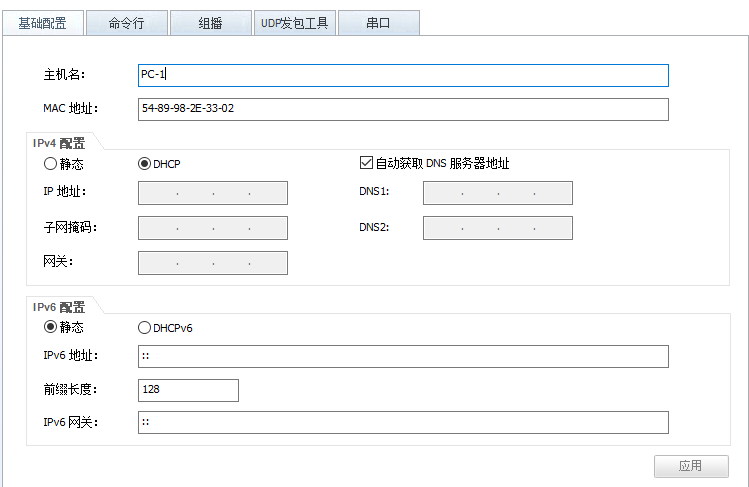 基础配置 命令行 组播 UDP发包工具 串口
主机名: PC-1
MAC 地址: 54-89-98-2E-33-02
IPv4 配置
静态 DHCP 自动获取 DNS 服务器地址
IP 地址: . . . DNS1: . . .
子网掩码: . . . DNS2: . . .
网关: . . .
IPv6 配置
静态 DHCPv6
IPv6 地址: ::
前缀长度: 128
IPv6 网关: ::
应用